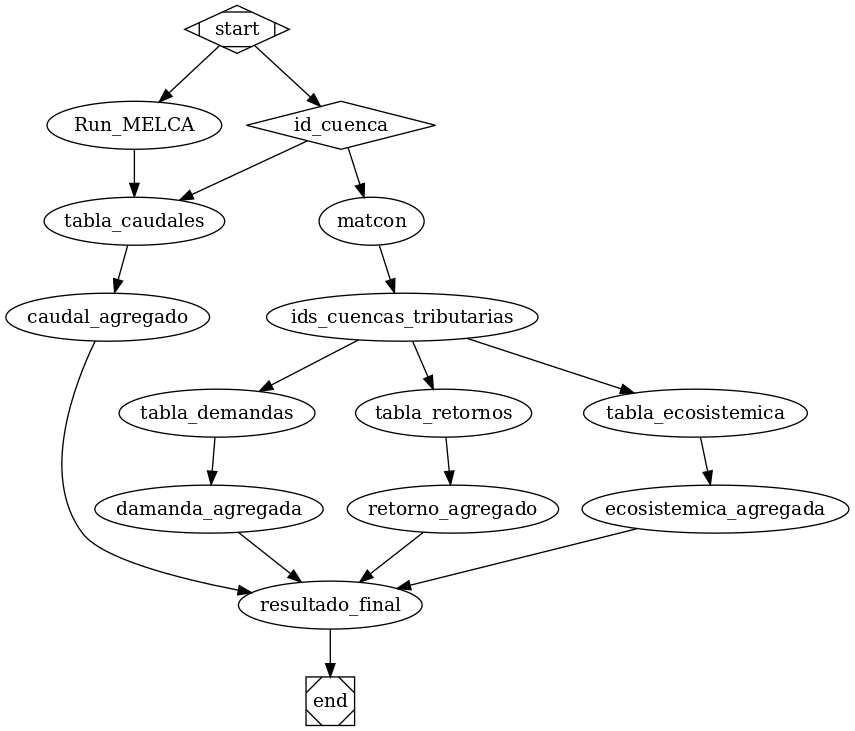 start
Run_MELCA
id_cuenca
tabla_caudales
matcon
caudal_agregado
ids_cuencas_tributarias
tabla_demandas
tabla_retornos
tabla_ecosistemica
damanda_agregada
retorno_agregado
ecosistemica_agregada
resultado_final
end